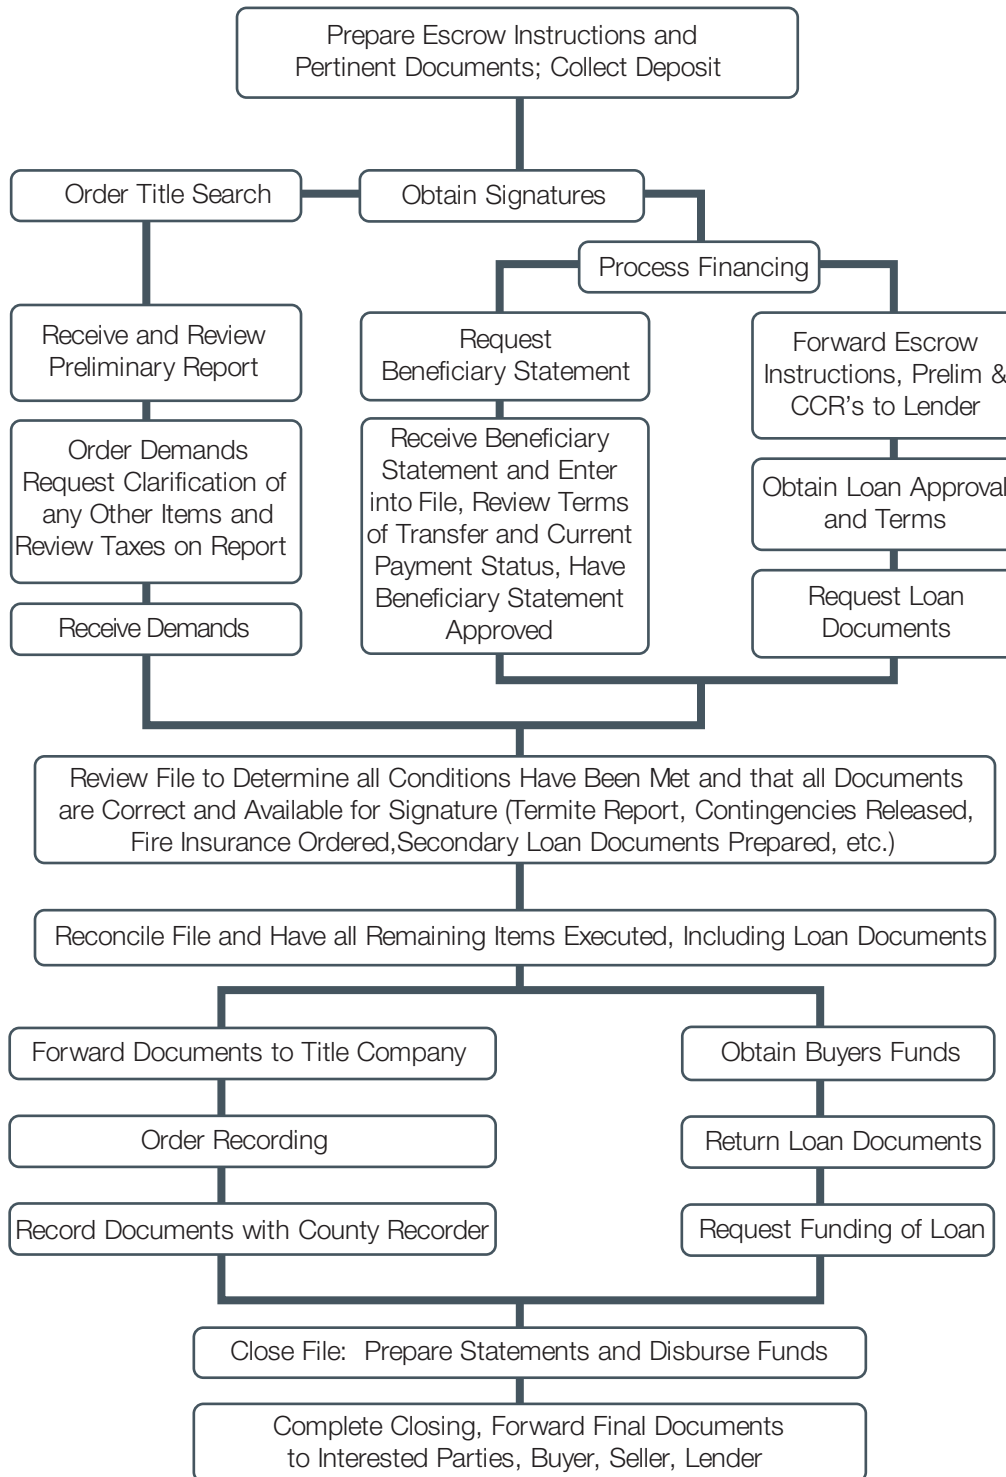 Prepare Escrow Instructions and
Pertinent Documents; Collect Deposit
Order Title Search
Obtain Signatures
Process Financing
Receive and Review
Preliminary Report
Request
Beneficiary Statement
Forward Escrow
Instructions, Prelim &
CCR's to Lender
Order Demands
Request Clarification of
any Other Items and
Review Taxes on Report
Receive Beneficiary
Statement and Enter
into File, Review Terms
of Transfer and Current
Payment Status, Have
Beneficiary Statement
Approved
Obtain Loan Approval
and Terms
Receive Demands
Request Loan
Documents
Review File to Determine all Conditions Have Been Met and that all Documents
are Correct and Available for Signature (Termite Report, Contingencies Released,
Fire Insurance Ordered,Secondary Loan Documents Prepared, etc.)
Reconcile File and Have all Remaining Items Executed, Including Loan Documents
Forward Documents to Title Company
Obtain Buyers Funds
Order Recording
Return Loan Documents
Record Documents with County Recorder
Request Funding of Loan
Close File: Prepare Statements and Disburse Funds
Complete Closing, Forward Final Documents
to Interested Parties, Buyer, Seller, Lender